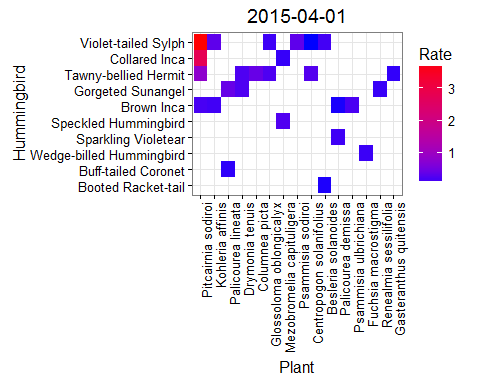 2015-04-01
Hummingbird
Violet-tailed Sylph
Collared Inca
Tawny-bellied Hermit
Gorgeted Sunangel
Brown Inca
Speckled Hummingbird
Sparkling Violetear
Wedge-billed Hummingbird
Buff-tailed Coronet
Booted Racket-tail
Pitcairnia sodiroi
Kohleria affinis
Palicourea lineata
Drymonia tenuis
Columnea picta
Glossoloma oblongicalyx
Mezobromelia capituligera
Psammisia sodiroi
Centropogon solanifolius
Besleria solanoides
Palicourea demissa
Psammisia ulbrichiana
Fuchsia macrostigma
Renealmia sessilifolia
Gasteranthus quitensis
Plant
Rate
3
2
1